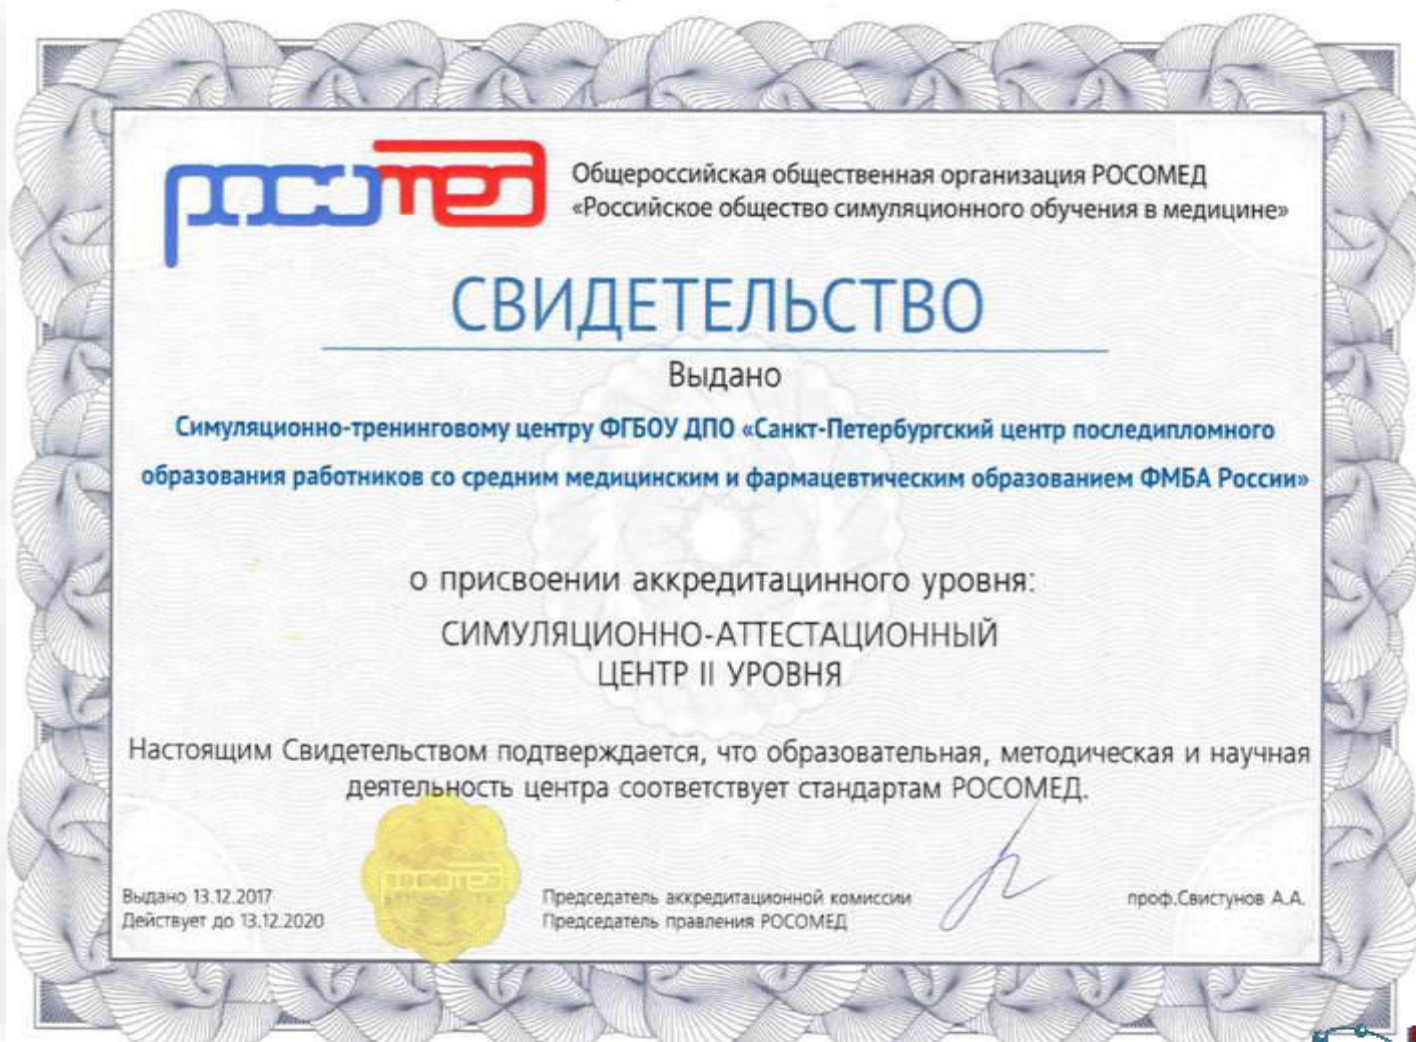 росомед
Общероссийская общественная организация РОСОМЕД
«Российское общество симуляционного обучения в медицине»
СВИДЕТЕЛЬСТВО
Выдано
Симуляционно-тренинговому центру ФГБОУ ДПО «Санкт-Петербургский центр последипломного
образования работников со средним медицинским и фармацевтическим образованием ФМБА России»
о присвоении аккредитацинного уровня:
СИМУЛЯЦИОННО-АТТЕСТАЦИОННЫЙ
ЦЕНТР II УРОВНЯ
Настоящим Свидетельством подтверждается, что образовательная, методическая и научная
деятельность центра соответствует стандартам РОСОМЕД.
росомед
Выдано 13.12.2017
Действует до 13.12.2020
Председатель аккредитационной комиссии
Председатель правления РОСОМЕД
проф.Свистунов А.А.